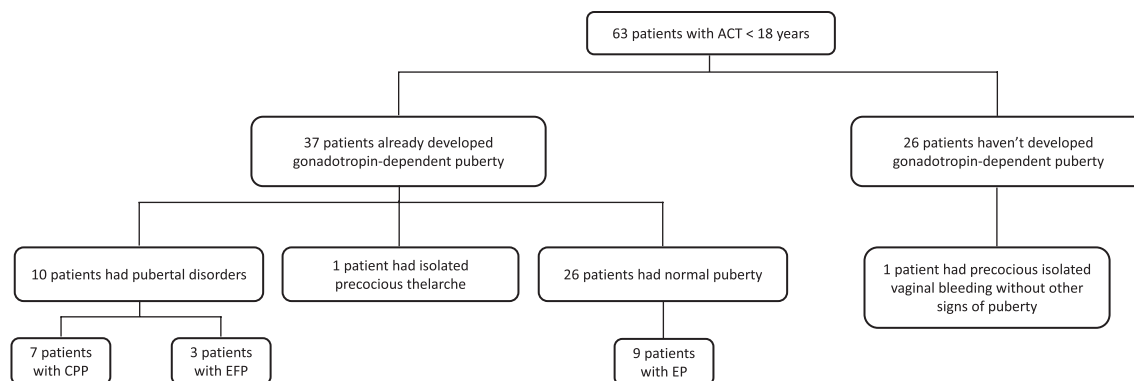 63 patients with ACT < 18 years
37 patients already developed
gonadotropin-dependent puberty
26 patients haven’t developed
gonadotropin-dependent puberty
10 patients had pubertal disorders
1 patient had isolated
precocious thelarche
26 patients had normal puberty
1 patient had precocious isolated
vaginal bleeding without other
signs of puberty
7 patients
with CPP
3 patients
with EFP
9 patients
with EP